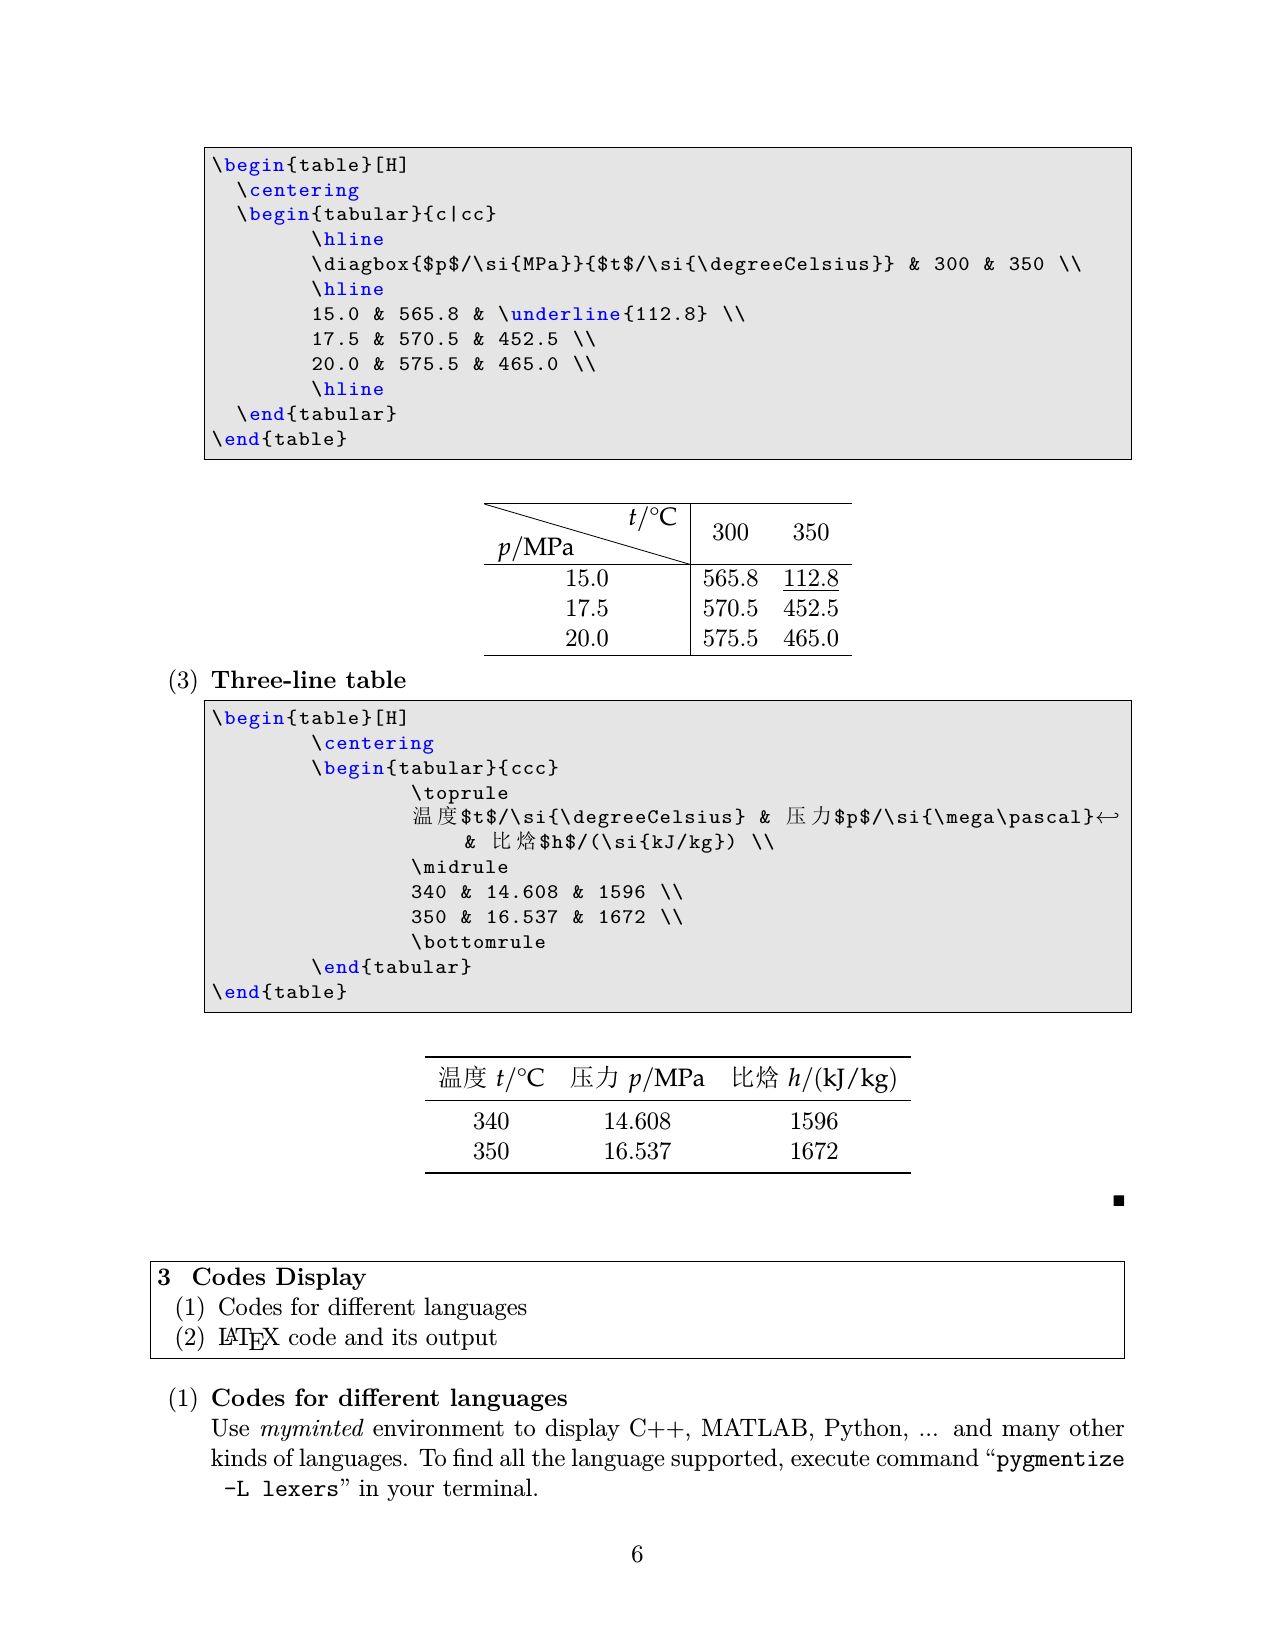 \begin{table}[H]
  \centering
  \begin{tabular}{c|cc}
        \hline
        \diagbox{$p$/\si{MPa}}{$t$/\si{\degreeCelsius}} & 300 & 350 \\
        \hline
        15.0 & 565.8 & \underline{112.8} \\
        17.5 & 570.5 & 452.5 \\
        20.0 & 575.5 & 465.0 \\
        \hline
  \end{tabular}
\end{table}
t/°C
p/MPa 300 350
15.0 565.8 112.8
17.5 570.5 452.5
20.0 575.5 465.0
(3) Three-line table
\begin{table}[H]
        \centering
        \begin{tabular}{ccc}
                \toprule
                温度$t$/\si{\degreeCelsius} & 压力$p$/\si{\mega\pascal}↩
                    & 比焓$h$/(\si{kJ/kg}) \\
                \midrule
                340 & 14.608 & 1596 \\
                350 & 16.537 & 1672 \\
                \bottomrule
        \end{tabular}
\end{table}
温度 t/°C 压力 p/MPa 比焓 h/(kJ/kg)
340 14.608 1596
350 16.537 1672
■
3 Codes Display
(1) Codes for different languages
(2) LATEX code and its output
(1) Codes for different languages
Use myminted environment to display C++, MATLAB, Python, ... and many other
kinds of languages. To find all the language supported, execute command “pygmentize
-L lexers” in your terminal.
6